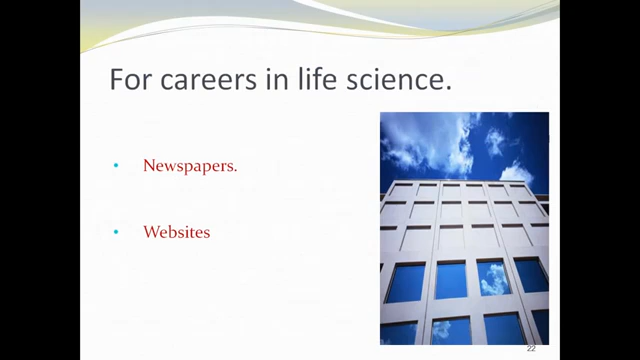 For careers in life science.
• Newspapers.
• Websites
22